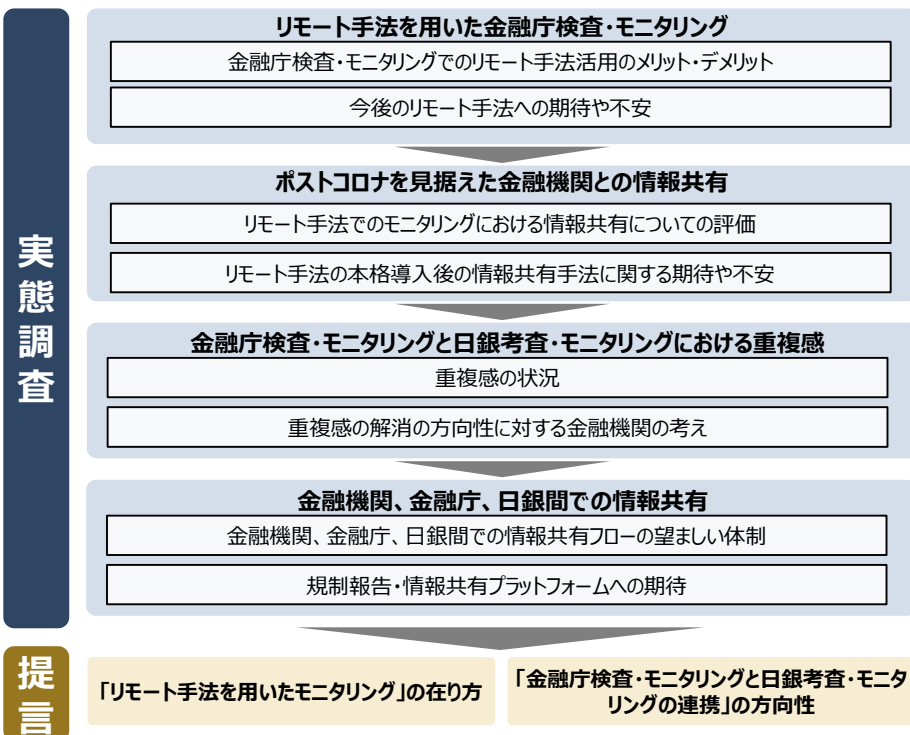 実態調査
リモート手法を用いた金融庁検査・モニタリング
金融庁検査・モニタリングでのリモート手法活用のメリット・デメリット
今後のリモート手法への期待や不安
ポストコロナを見据えた金融機関との情報共有
リモート手法でのモニタリングにおける情報共有についての評価
リモート手法の本格導入後の情報共有手法に関する期待や不安
金融庁検査・モニタリングと日銀考査・モニタリングにおける重複感
重複感の状況
重複感の解消の方向性に対する金融機関の考え
金融機関、金融庁、日銀間での情報共有
金融機関、金融庁、日銀間での情報共有フローの望ましい体制
規制報告・情報共有プラットフォームへの期待
提言
「リモート手法を用いたモニタリング」の在り方
「金融庁検査・モニタリングと日銀考査・モニタ
リングの連携」の方向性